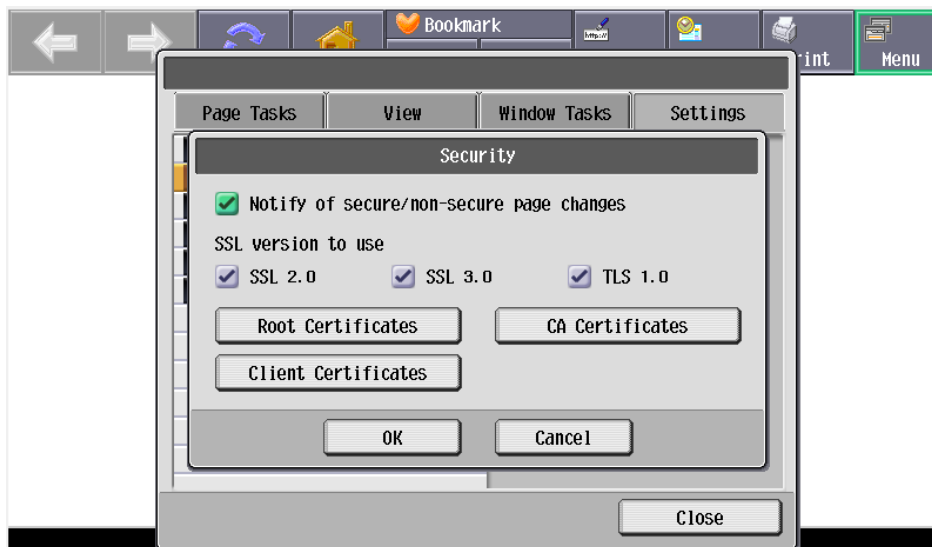 Bookmark
http://
Menu
Page Tasks
View
Window Tasks
Settings
Security
Notify of secure/non-secure page changes
SSL version to use
SSL 2.0
SSL 3.0
TLS 1.0
Root Certificates
CA Certificates
Client Certificates
OK
Cancel
Close